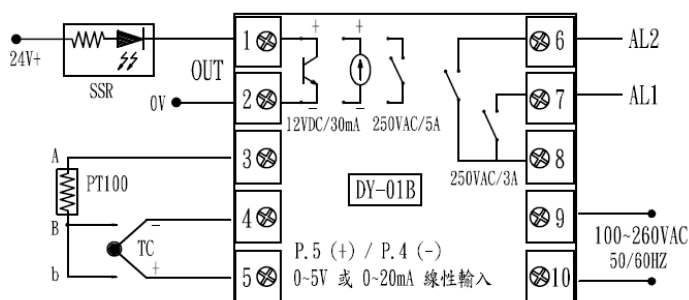 24V+
SSR
OUT
0V
1
2
3
4
5
+ + 
- -
12VDC/30mA 250VAC/5A
A
PT100
B
b
TC
-
+
DY-01B
P.5 (+) / P.4 (-)
0~5V 或 0~20mA 線性輸入
250VAC/3A
6
7
8
9
10
AL2
AL1
100~260VAC
50/60HZ